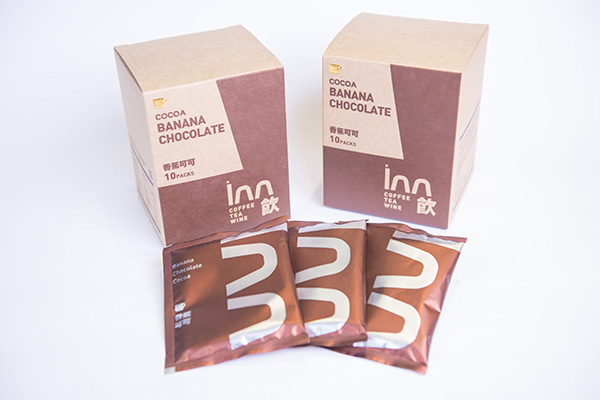 COCOA
BANANA
CHOCOLATE
香蕉可可
10PACKS
inn
COFFEE
TEA
WINE
飲
COCOA
BANANA
CHOCOLATE
香蕉可可
10PACKS
inn
COFFEE
TEA
WINE
飲
Banana
Chocolate
Cocoa